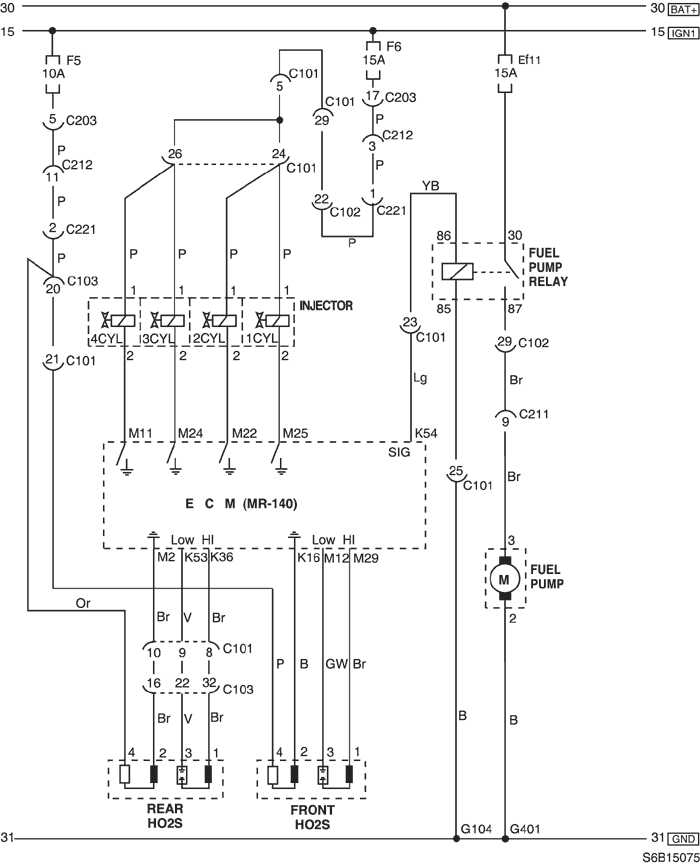 30 30 BAT+
15 15 IGN1
F5
10A
F6
15A
Ef11
15A
C101
5
C101
29
17 C203
P
C212
3
P
1
C221
22
C102
P
5 C203
P
C212
11
P
2 C221
P
C103
20
21 C101
26 24
C101
P P P P
1 1 1 1
INJECTOR
4CYL 3CYL 2CYL 1CYL
2 2 2 2
YB
86 30
FUEL
PUMP
RELAY
85 87
23
C101
Lg
29 C102
Br
C211
9
Br
M11 M24 M22 M25 K54
SIG
E C M (MR-140)
25
C101
Low HI Low HI
M2 K53 K36 K16 M12 M29
3
FUEL
PUMP
M
2
Or
Br V Br
10 9 8 C101
16 22 32 C103
Br V Br
P B GW Br
B B
4 2 3 1 4 2 3 1
REAR
HO2S
FRONT
HO2S
31 G104 G401 31 GND
S6B15075